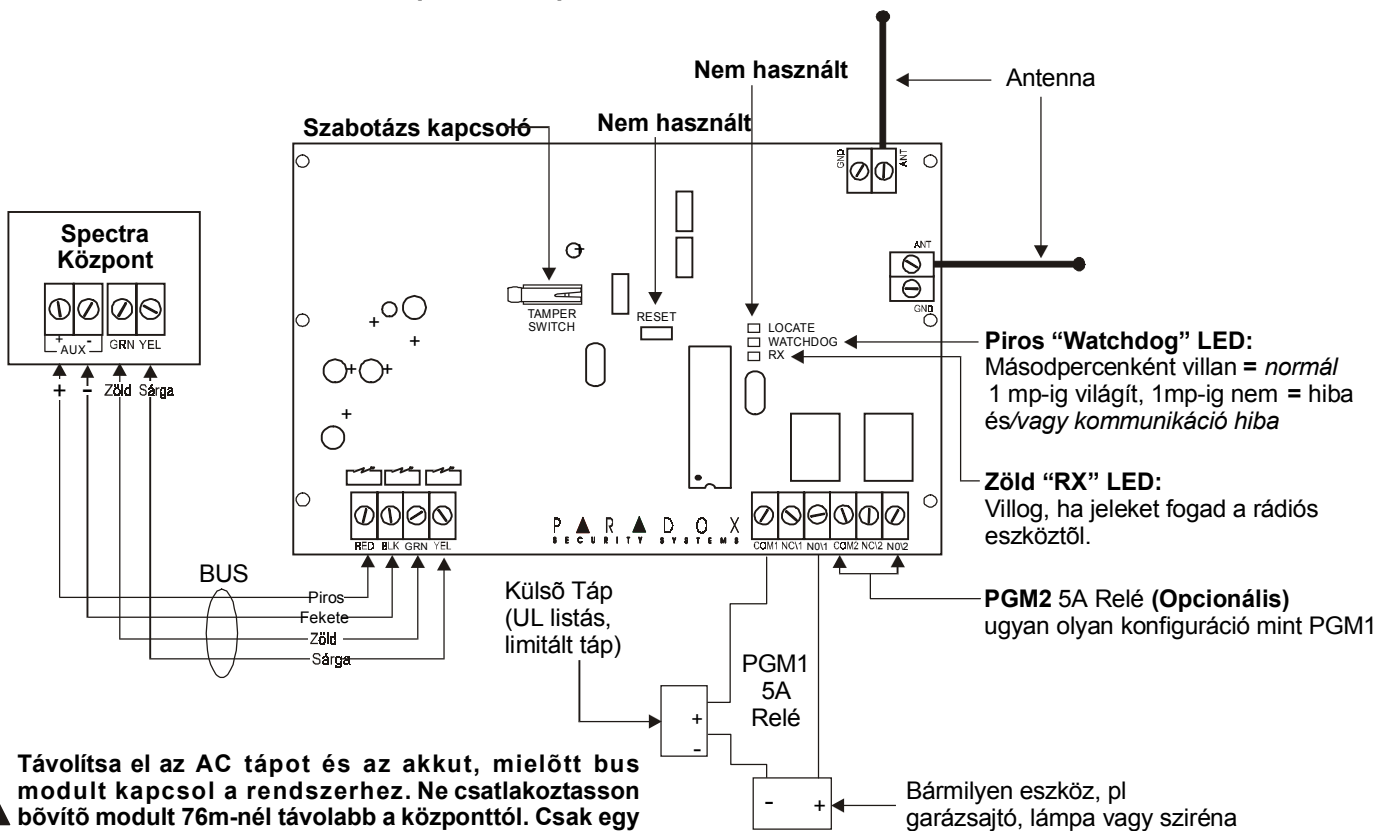 Nem használt
Antenna
Szabotázs kapcsoló
Nem használt
GND
ANT
Spectra
Központ
+ -
AUX
GRN YEL
+ - Zöld Sárga
TAMPER
SWITCH
RESET
ANT
GND
LOCATE
WATCHDOG
RX
Piros “Watchdog” LED:
Másodpercenként villan = normál
1 mp-ig világít, 1mp-ig nem = hiba
és/vagy kommunikáció hiba
Zöld “RX” LED:
Villog, ha jeleket fogad a rádiós
eszköztõl.
RED BLK GRN YEL
PARADOX
SECURITY SYSTEMS
COM1 NC\1 N0\1 COM2 NC\2 N0\2
BUS
Piros
Fekete
Zöld
Sárga
Külsõ Táp
(UL listás,
limitált táp)
PGM1
5A
Relé
PGM2 5A Relé (Opcionális)
ugyan olyan konfiguráció mint PGM1
+
-
- +
Távolítsa el az AC tápot és az akkut, mielõtt bus
modult kapcsol a rendszerhez. Ne csatlakoztasson
bõvítõ modult 76m-nél távolabb a központtól. Csak egy
Bármilyen eszköz, pl
garázsajtó, lámpa vagy sziréna